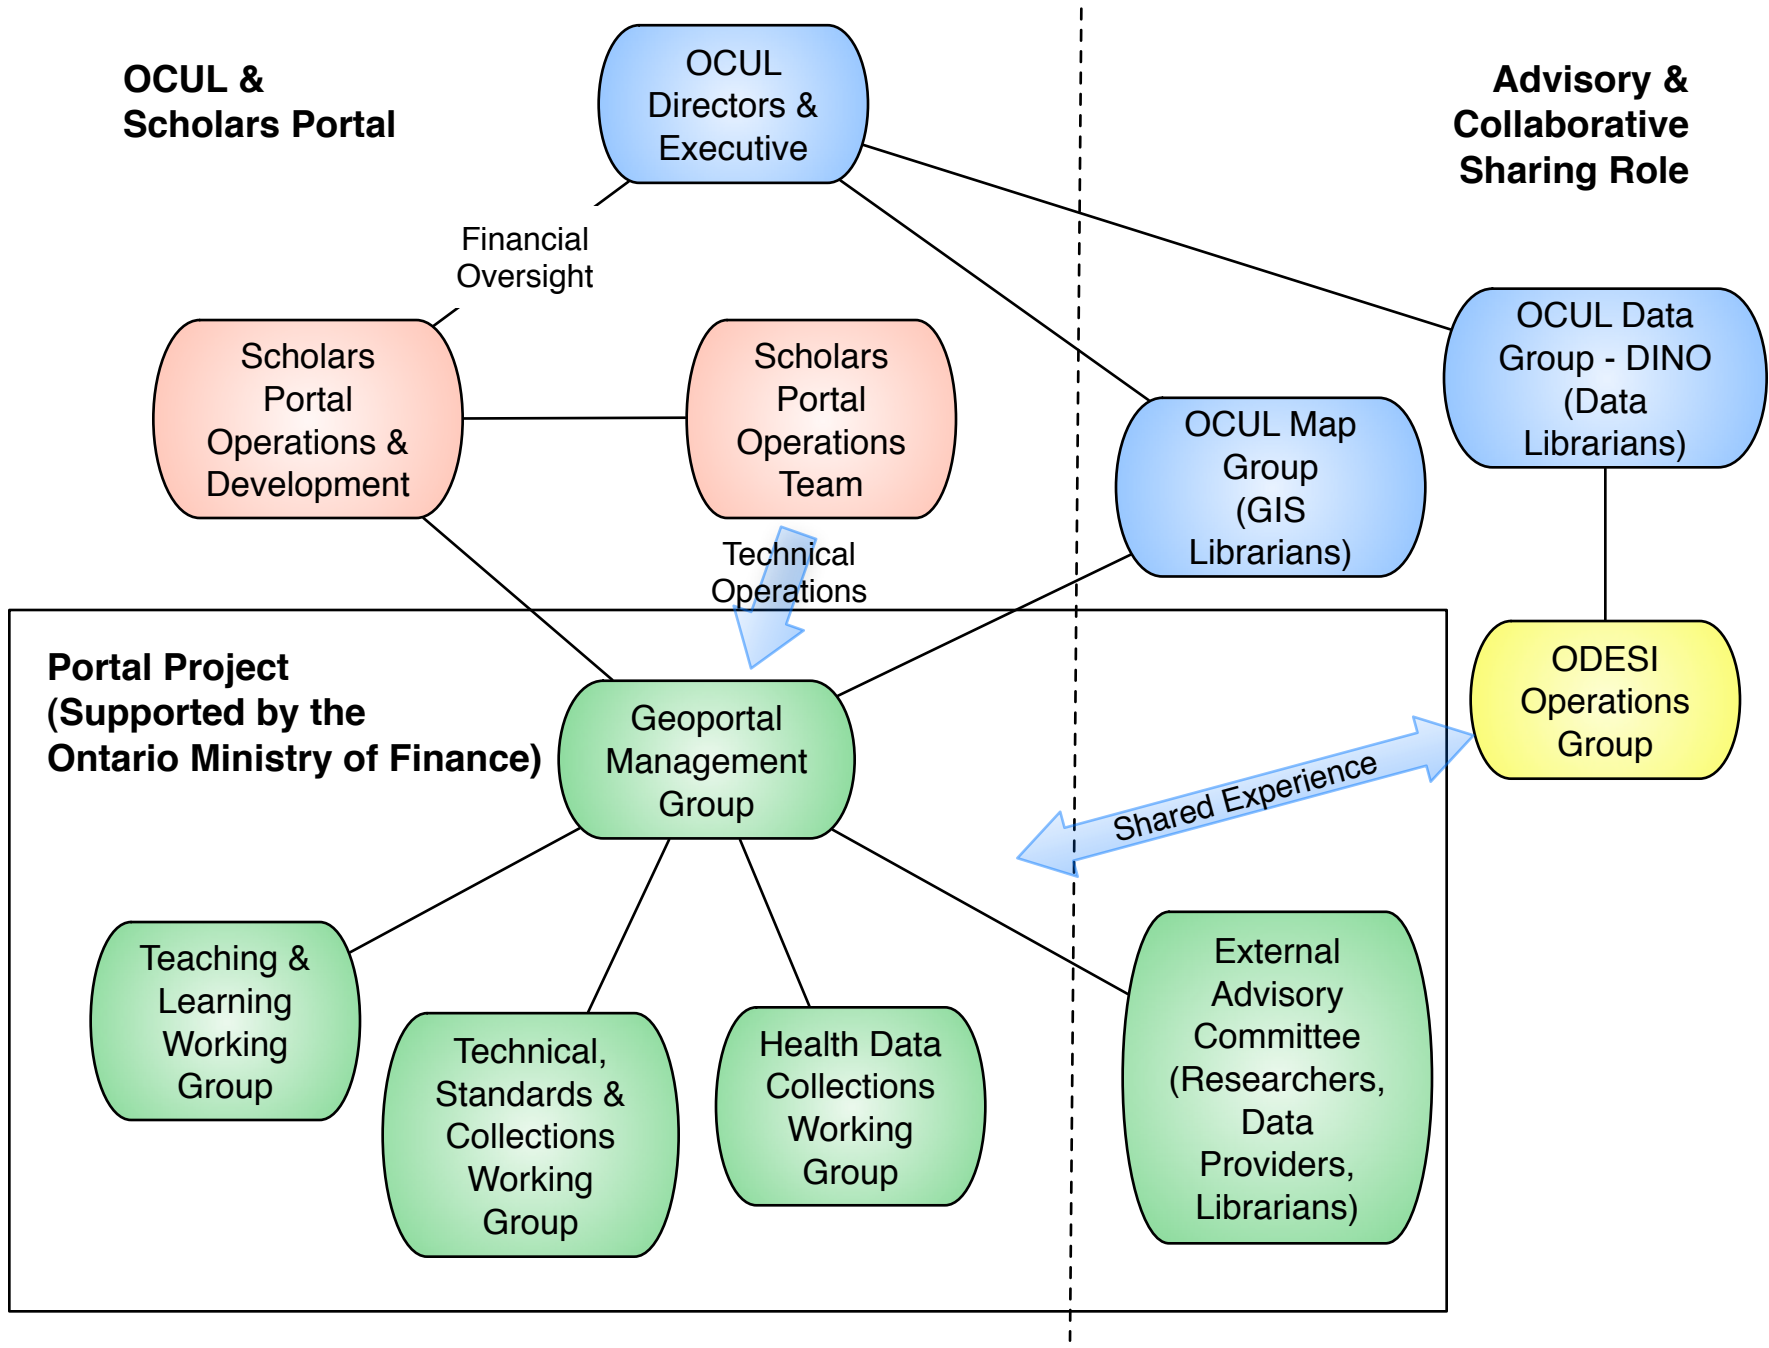 OCUL &
Scholars Portal
OCUL
Directors &
Executive
Advisory &
Collaborative
Sharing Role
Financial
Oversight
Scholars
Portal
Operations &
Development
Scholars
Portal
Operations
Team
OCUL Map
Group
(GIS
Librarians)
OCUL Data
Group - DINO
(Data
Librarians)
Technical
Operations
Portal Project
(Supported by the
Ontario Ministry of Finance)
Geoportal
Management
Group
ODESI
Operations
Group
Shared Experience
Teaching &
Learning
Working
Group
Technical,
Standards &
Collections
Working
Group
Health Data
Collections
Working
Group
External
Advisory
Committee
(Researchers,
Data
Providers,
Librarians)